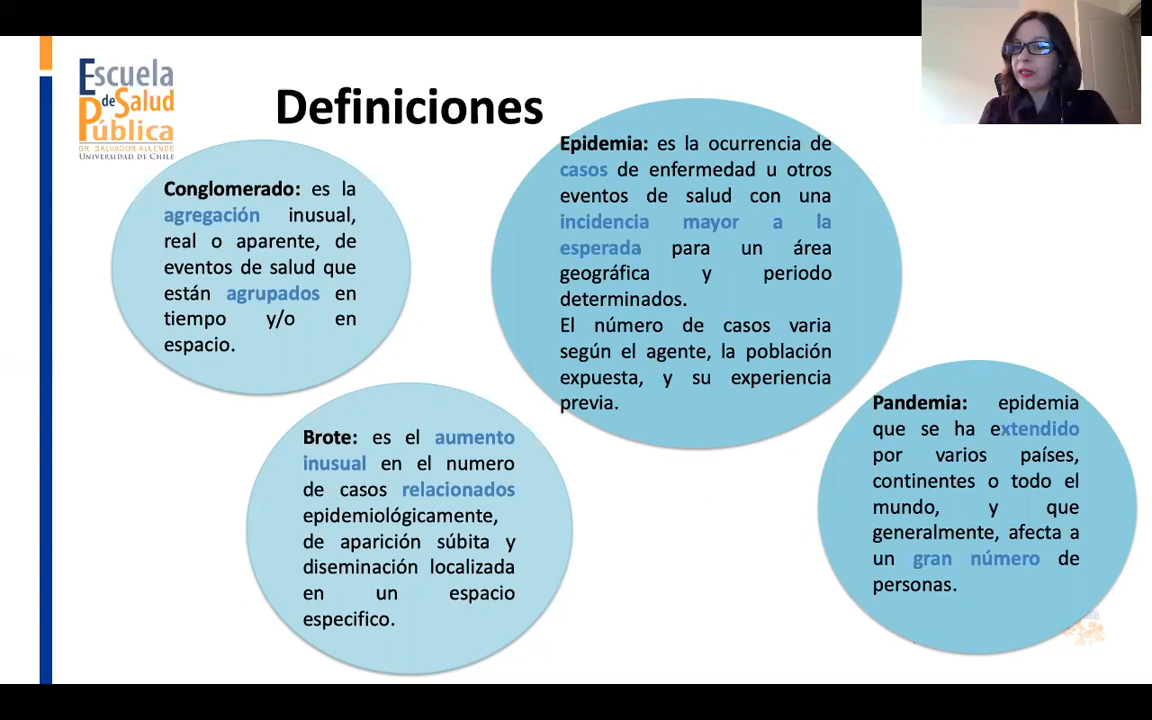 Escuela
de Salud
Pública
DR. SALVADOR ALLENDE
UNIVERSIDAD DE CHILE
Definiciones
Conglomerado: es la
agregación inusual,
real o aparente, de
eventos de salud que
están agrupados en
tiempo y/o en
espacio.
Epidemia: es la ocurrencia de
casos de enfermedad u otros
eventos de salud con una
incidencia mayor a la
esperada para un área
geográfica y periodo
determinados.
El número de casos varia
según el agente, la población
expuesta, y su experiencia
previa.
Brote: es el aumento
inusual en el numero
de casos relacionados
epidemiológicamente,
de aparición súbita y
diseminación localizada
en un espacio
especifico.
Pandemia: epidemia
que se ha extendido
por varios países,
continentes o todo el
mundo, y que
generalmente, afecta a
un gran número de
personas.